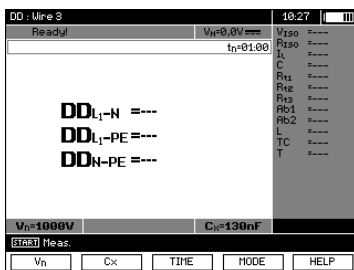 DD : Wire 3 10:27
Ready! VN=0,0V
tn=01:00
DDL1-N =---
DDL1-PE=---
DDN-PE=---
VISO =---
RISO =---
IL =---
C =---
Rt1 =---
Rt2 =---
Rt3 =---
Ab1 =---
Ab2 =---
L =---
TC =---
T =---
Vn=1000V Cx=130nF
START Meas.
Vn Cx TIME MODE HELP